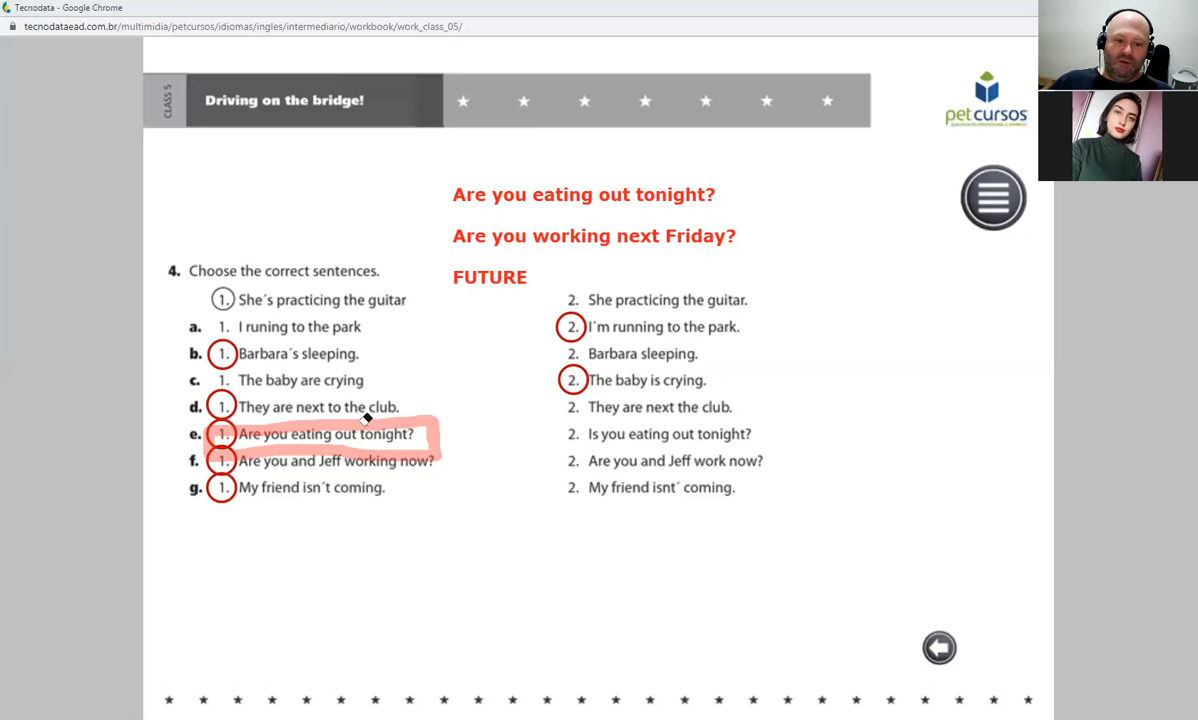 Tecnodata - Google Chrome
tecnodataead.com.br/multimidia/petcursos/idiomas/ingles/intermediario/workbook/work_class_05/
CLASS 5
Driving on the bridge!
petcursos
Are you eating out tonight?
Are you working next Friday?
FUTURE
4. Choose the correct sentences.
1. She´s practicing the guitar 2. She practicing the guitar.
a. 1. I runing to the park 2. I´m running to the park.
b. 1. Barbara´s sleeping. 2. Barbara sleeping.
c. 1. The baby are crying 2. The baby is crying.
d. 1. They are next to the club. 2. They are next the club.
e. 1. Are you eating out tonight? 2. Is you eating out tonight?
f. 1. Are you and Jeff working now? 2. Are you and Jeff work now?
g. 1. My friend isn´t coming. 2. My friend isnt´ coming.